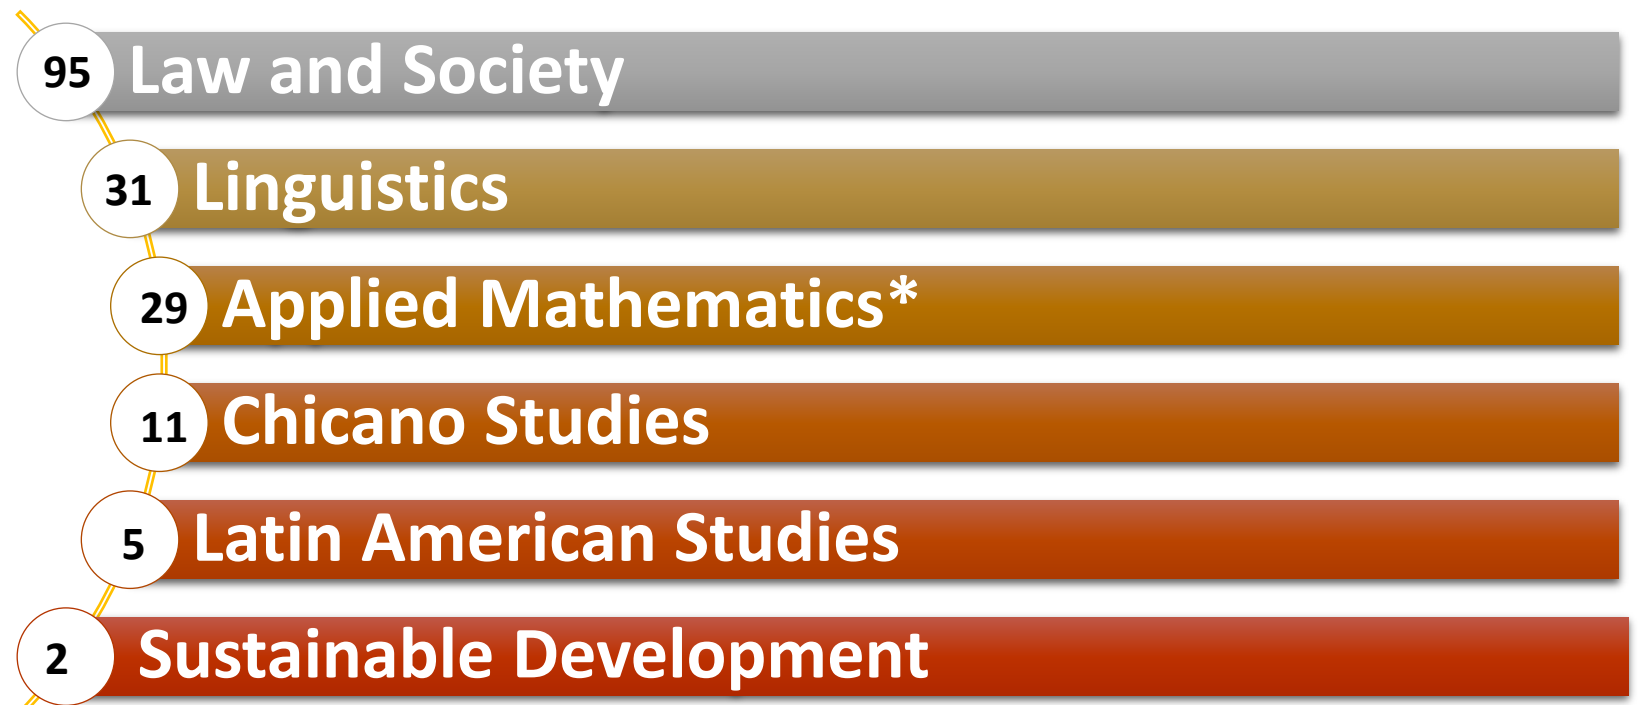 95 Law and Society
31 Linguistics
29 Applied Mathematics*
11 Chicano Studies
5 Latin American Studies
2 Sustainable Development